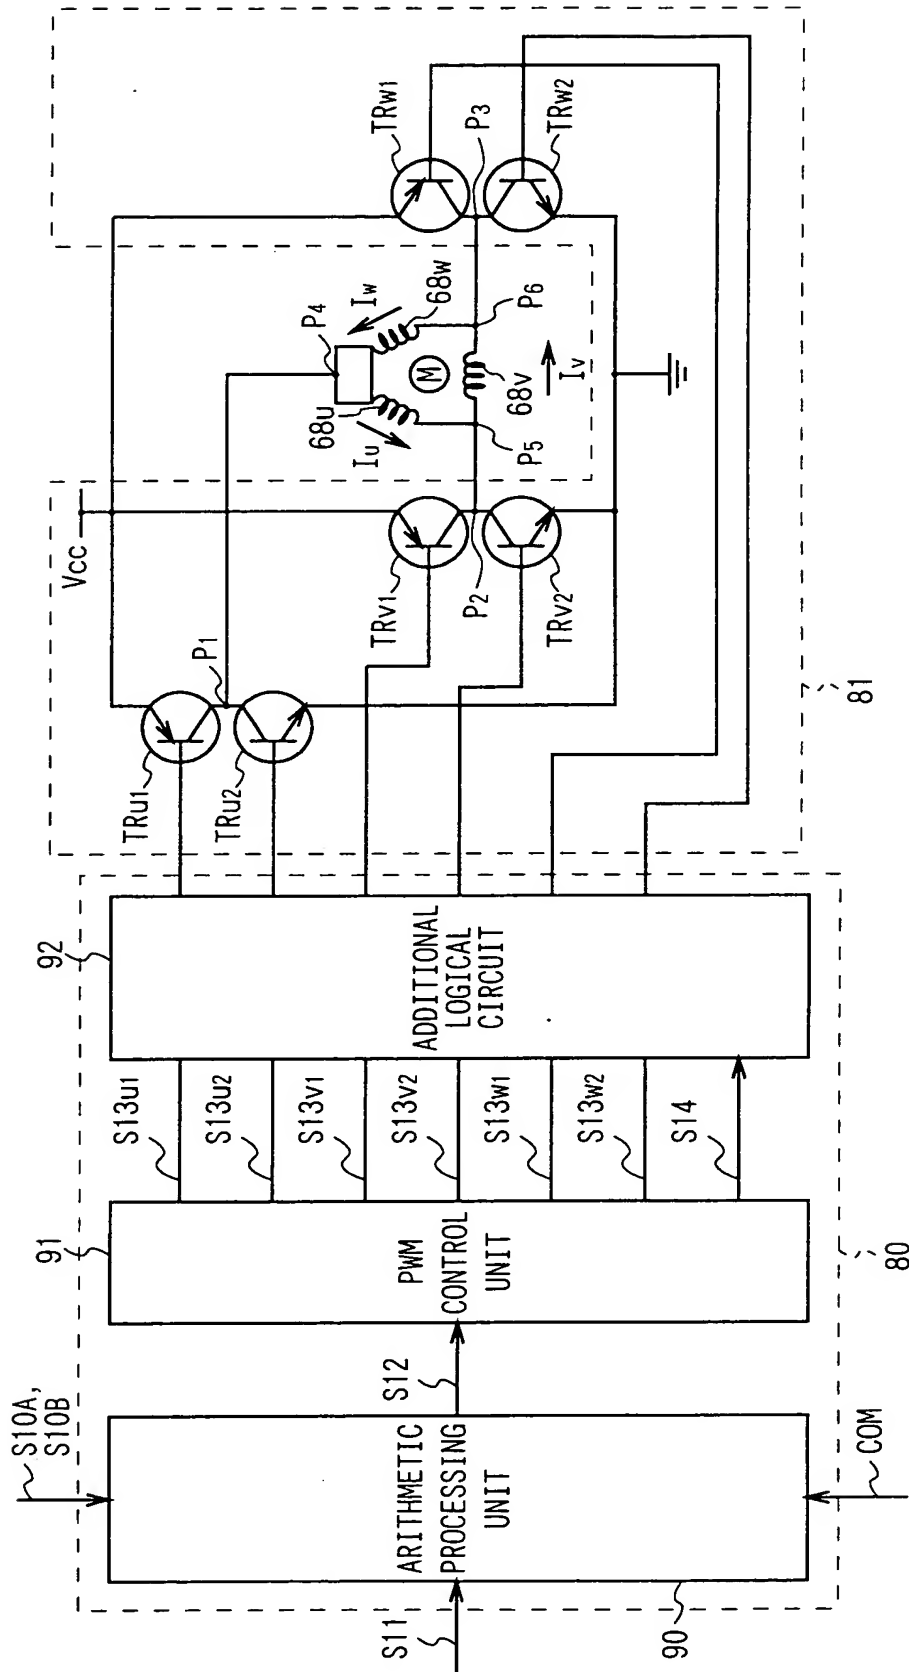 S11
S10A,
S10B
ARITHMETIC
PROCESSING
UNIT
90
COM
S12
91
PWM
CONTROL
UNIT
80
S13u1
S13u2
S13v1
S13v2
S13w1
S13w2
S14
92
ADDITIONAL
LOGICAL
CIRCUIT
81
TRu1
TRu2
P1
Vcc
TRv1
P2
TRv2
P4
68u
Iu
M
Iw
68w
P5
68v
Iv
P6
TRw1
P3
TRw2